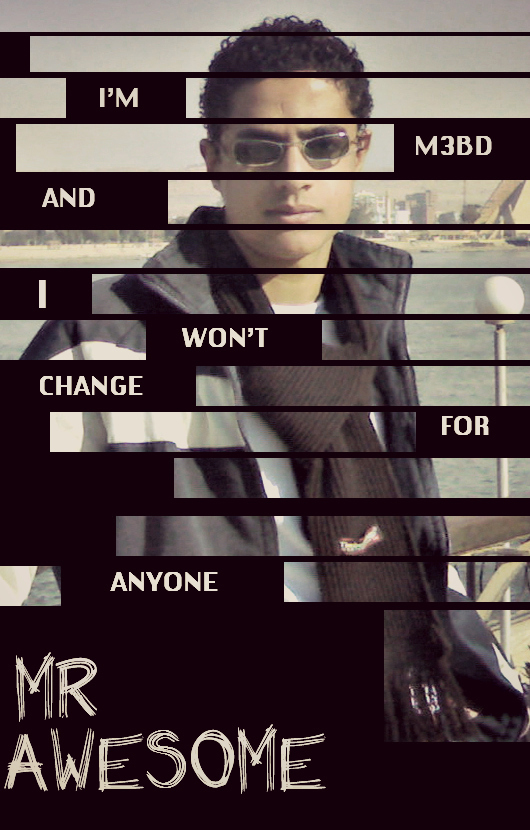 I'M
M3BD
AND
I
WON'T
CHANGE
FOR
ANYONE
MR
AWESOME